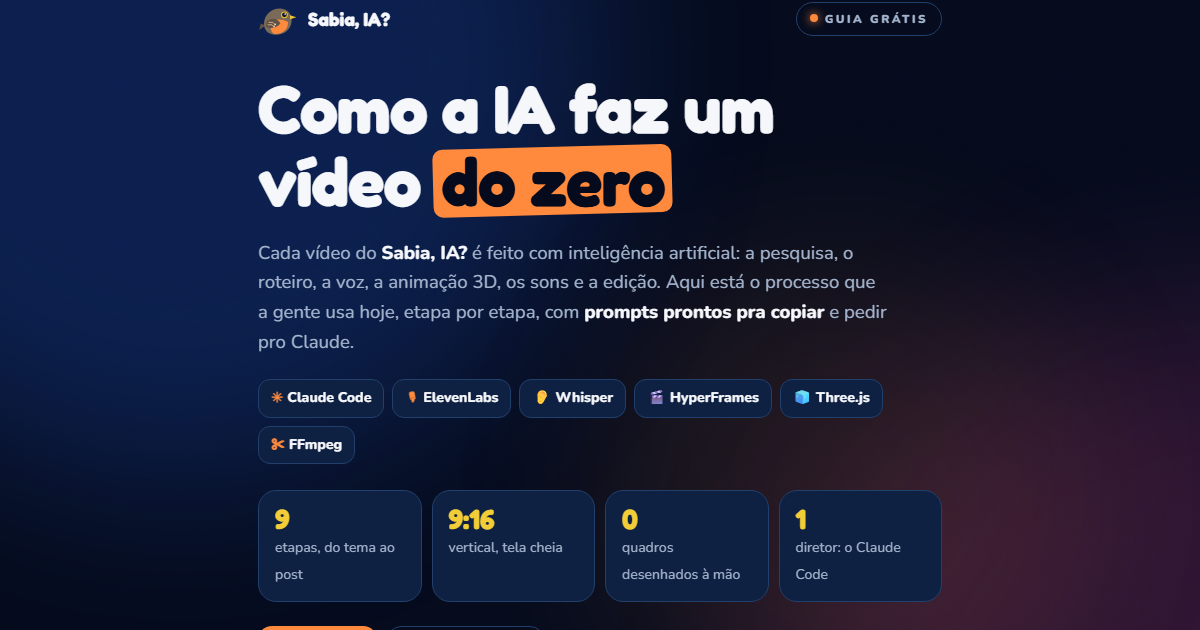 Sabia, IA?
GUIA GRÁTIS
Como a IA faz um
vídeo do zero
Cada vídeo do Sabia, IA? é feito com inteligência artificial: a pesquisa, o
roteiro, a voz, a animação 3D, os sons e a edição. Aqui está o processo que
a gente usa hoje, etapa por etapa, com prompts prontos pra copiar e pedir
pro Claude.
Claude Code
ElevenLabs
Whisper
HyperFrames
Three.js
FFmpeg
9
etapas, do tema ao
post
9:16
vertical, tela cheia
0
quadros
desenhados à mão
1
diretor: o Claude
Code